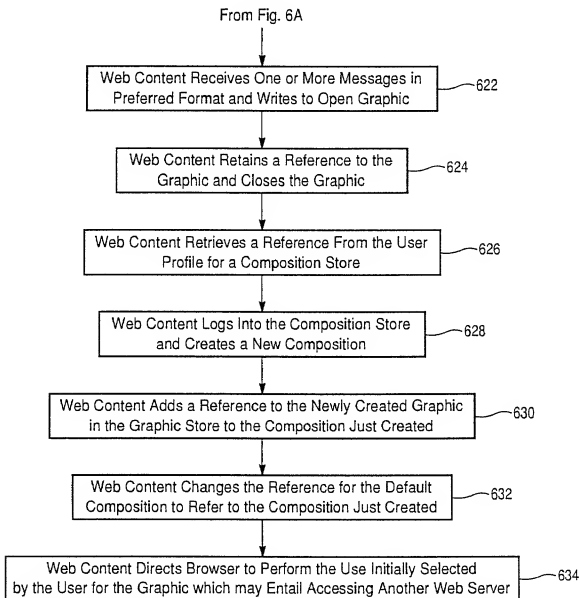 From Fig. 6A
Web Content Receives One or More Messages in
Preferred Format and Writes to Open Graphic
622
Web Content Retains a Reference to the
Graphic and Closes the Graphic
624
Web Content Retrieves a Reference From the User
Profile for a Composition Store
626
Web Content Logs Into the Composition Store
and Creates a New Composition
628
Web Content Adds a Reference to the Newly Created Graphic
in the Graphic Store to the Composition Just Created
630
Web Content Changes the Reference for the Default
Composition to Refer to the Composition Just Created
632
Web Content Directs Browser to Perform the Use Initially Selected
by the User for the Graphic which may Entail Accessing Another Web Server
634